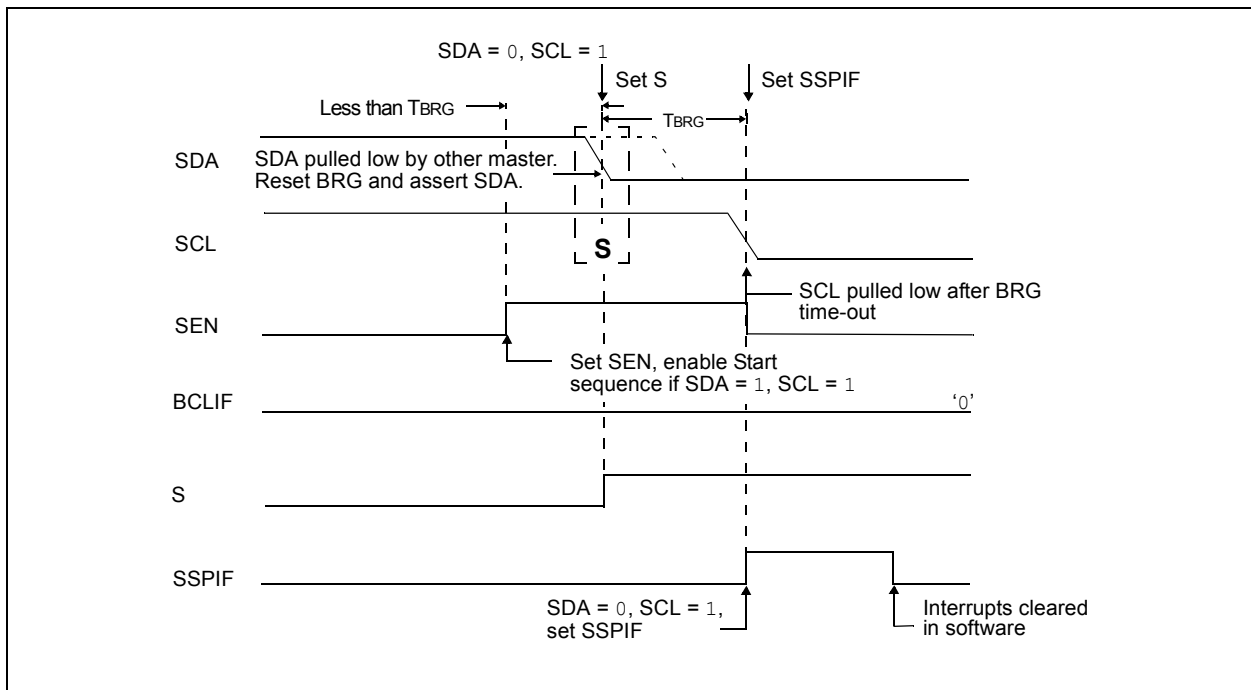 SDA = 0, SCL = 1
Set S
Set SSPIF
Less than TBRG
TBRG
SDA
SDA pulled low by other master.
Reset BRG and assert SDA.
SCL
S
SCL pulled low after BRG
time-out
SEN
Set SEN, enable Start
sequence if SDA = 1, SCL = 1
BCLIF
‘0’
S
SSPIF
SDA = 0, SCL = 1,
set SSPIF
Interrupts cleared
in software